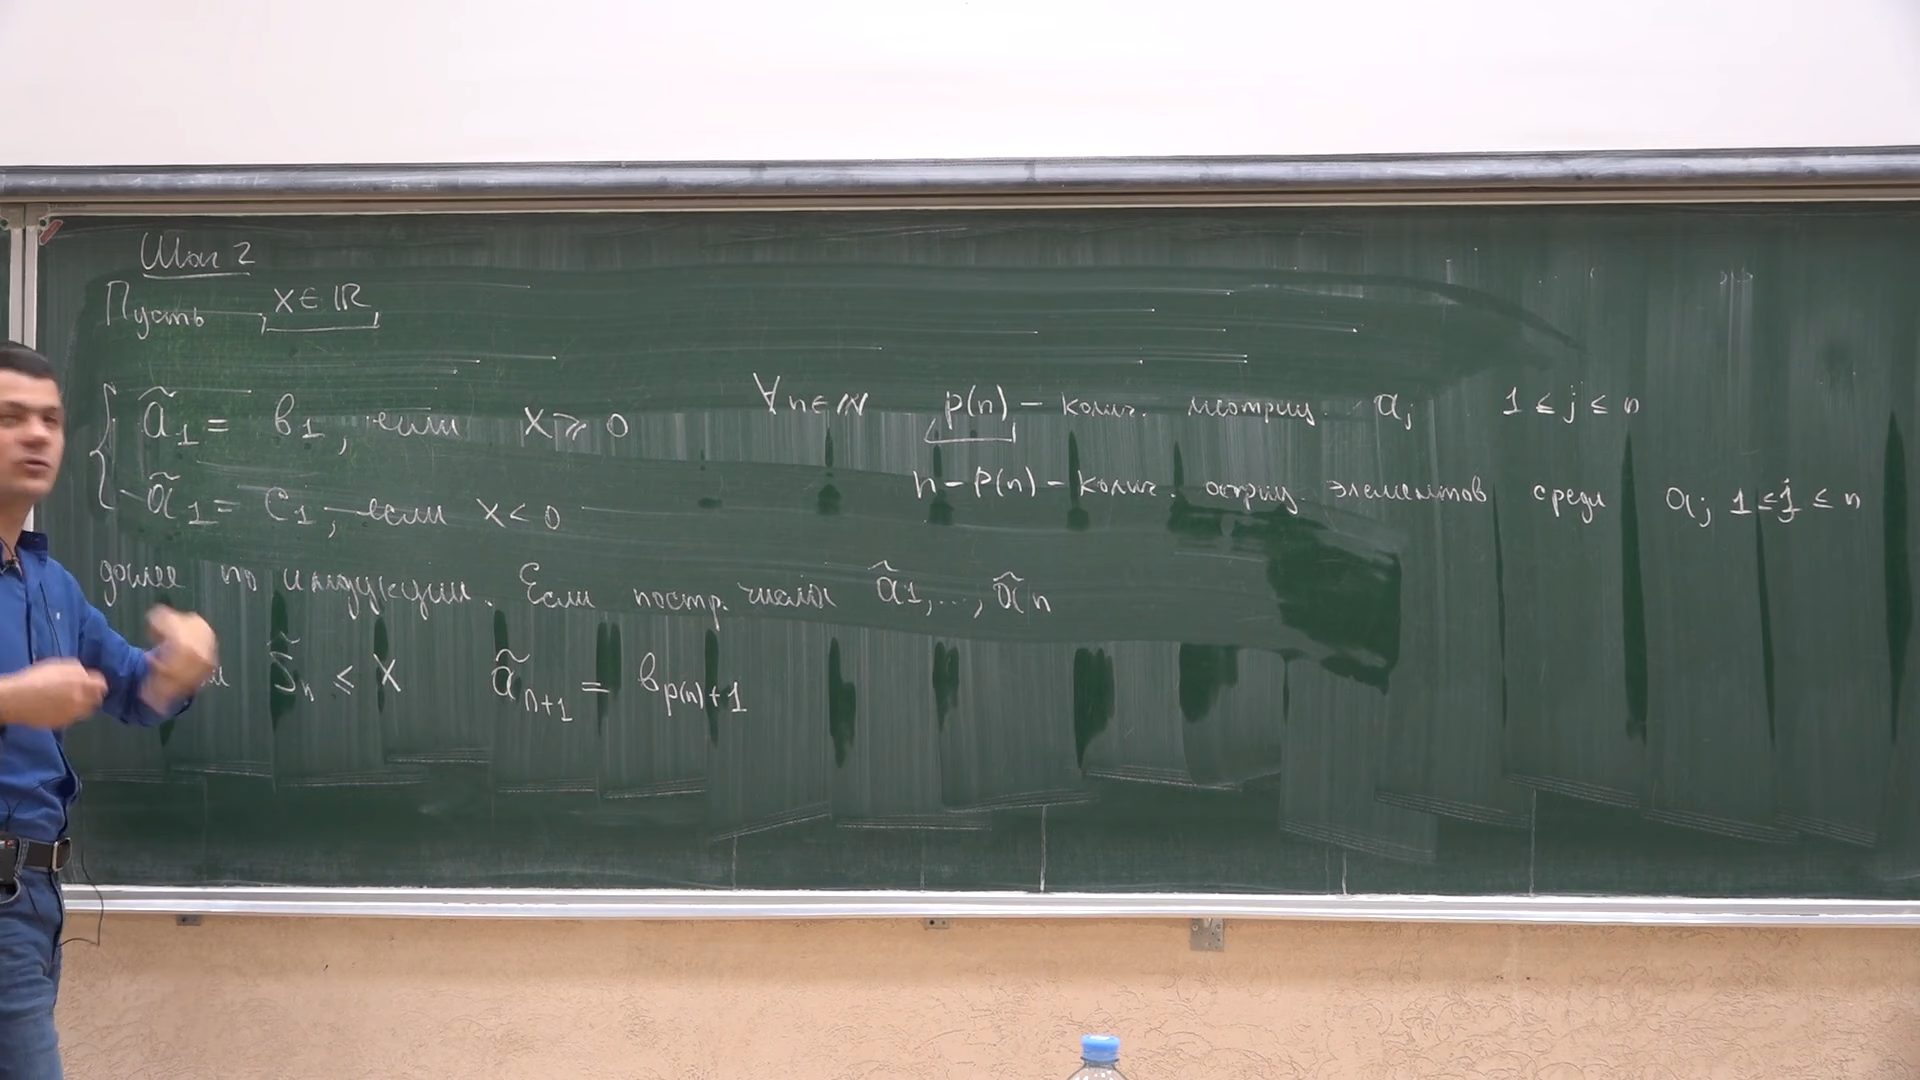 Шаг 2
Пусть x ∈ ℝ
ã₁ = b₁, если x ⩾ 0
ã₁ = c₁, если x < 0
∀ n ∈ ℕ p(n) – колич. неотриц. aⱼ 1 ≤ j ≤ n
n – p(n) – колич. отриц. элементов среди aⱼ 1 ≤ j ≤ n
далее по индукции. Если постр. числа ã₁, ..., ãₙ
S̃ₙ ⩽ x ãₙ₊₁ = b_{p(n)+1}